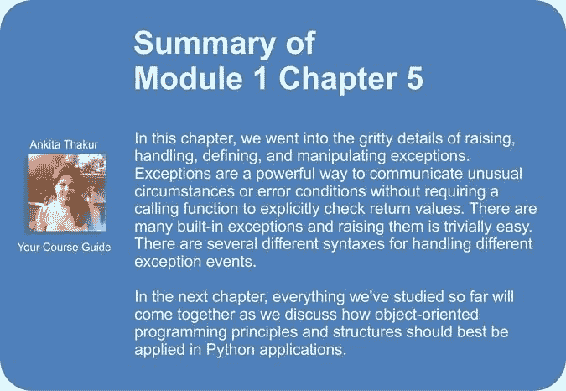 Summary of
Module 1 Chapter 5
Ankita Thakur
Your Course Guide
In this chapter, we went into the gritty details of raising,
handling, defining, and manipulating exceptions.
Exceptions are a powerful way to communicate unusual
circumstances or error conditions without requiring a
calling function to explicitly check return values. There are
many built-in exceptions and raising them is trivially easy.
There are several different syntaxes for handling different
exception events.
In the next chapter, everything we've studied so far will
come together as we discuss how object-oriented
programming principles and structures should best be
applied in Python applications.